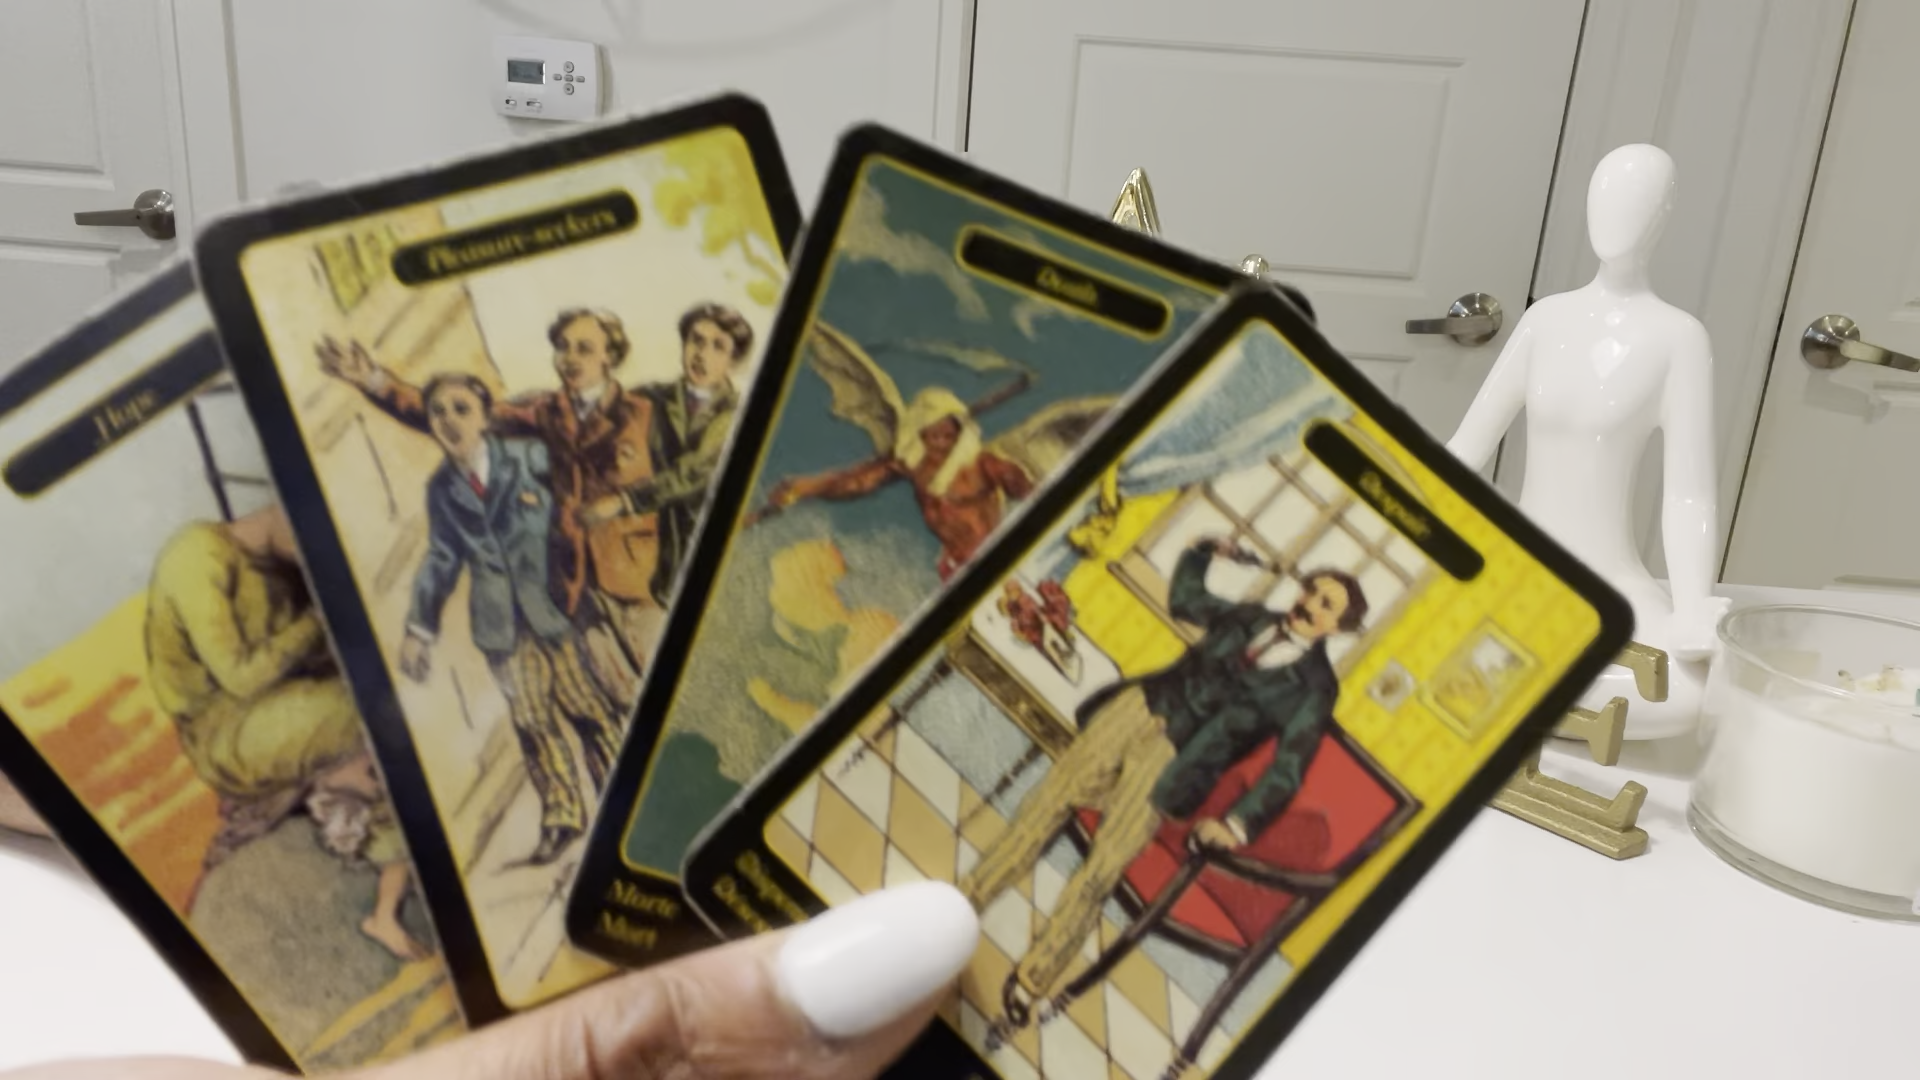 Hope
Pleasure-seekers
Death
Despair
Morte
Mort